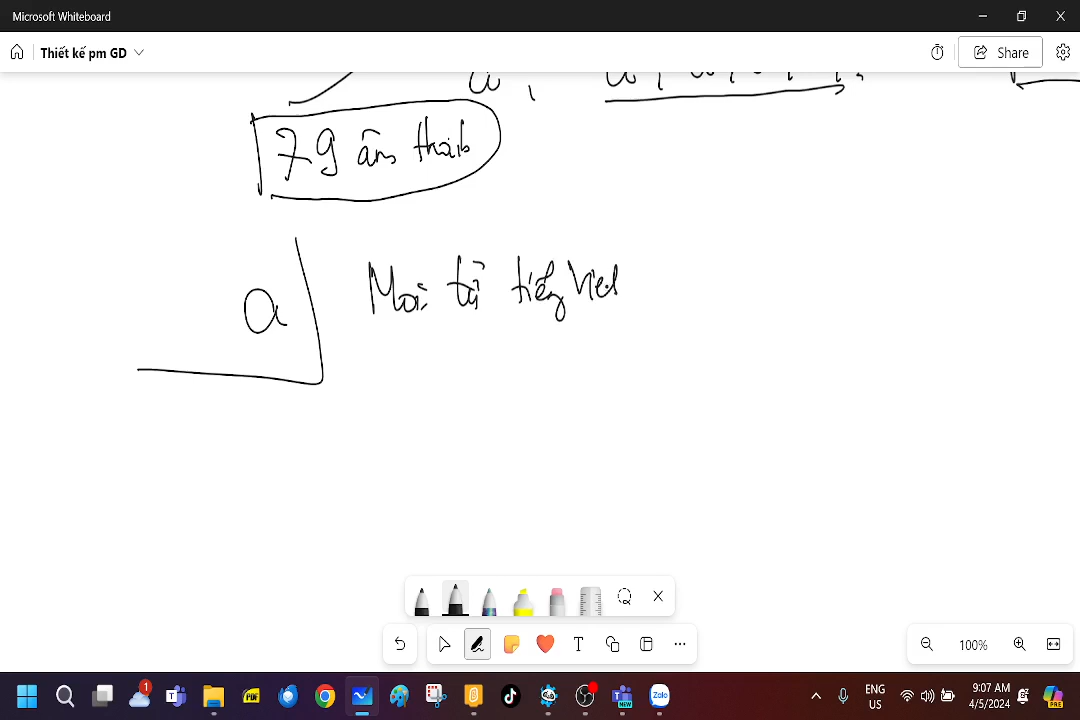 Microsoft Whiteboard
Thiết kế pm GD
Share
79 âm thanh
a
Mọi từ tiếng Việt
100%
ENG
US
9:07 AM
4/5/2024